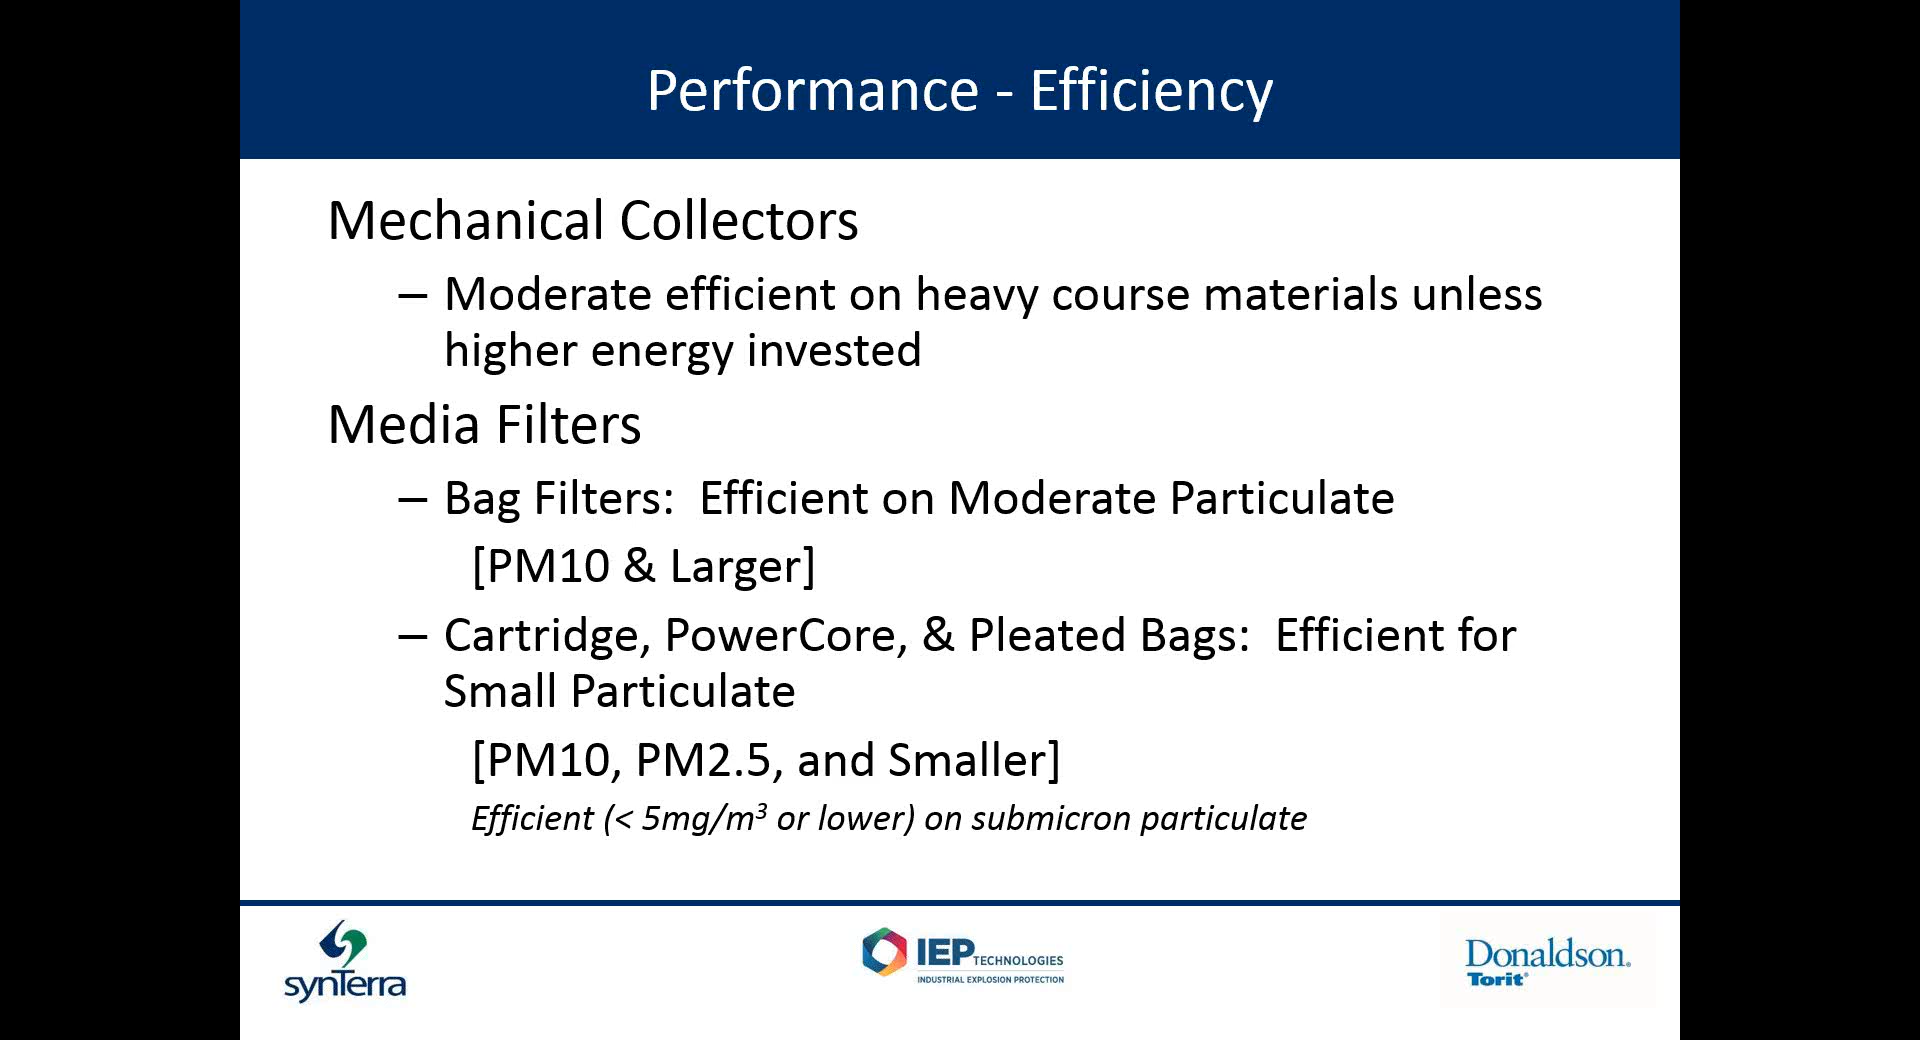 Performance - Efficiency
Mechanical Collectors
– Moderate efficient on heavy course materials unless
higher energy invested
Media Filters
– Bag Filters:  Efficient on Moderate Particulate
[PM10 & Larger]
– Cartridge, PowerCore, & Pleated Bags:  Efficient for
Small Particulate
[PM10, PM2.5, and Smaller]
Efficient (< 5mg/m³ or lower) on submicron particulate
synTerra
IEP TECHNOLOGIES
INDUSTRIAL EXPLOSION PROTECTION
Donaldson®
Torit®